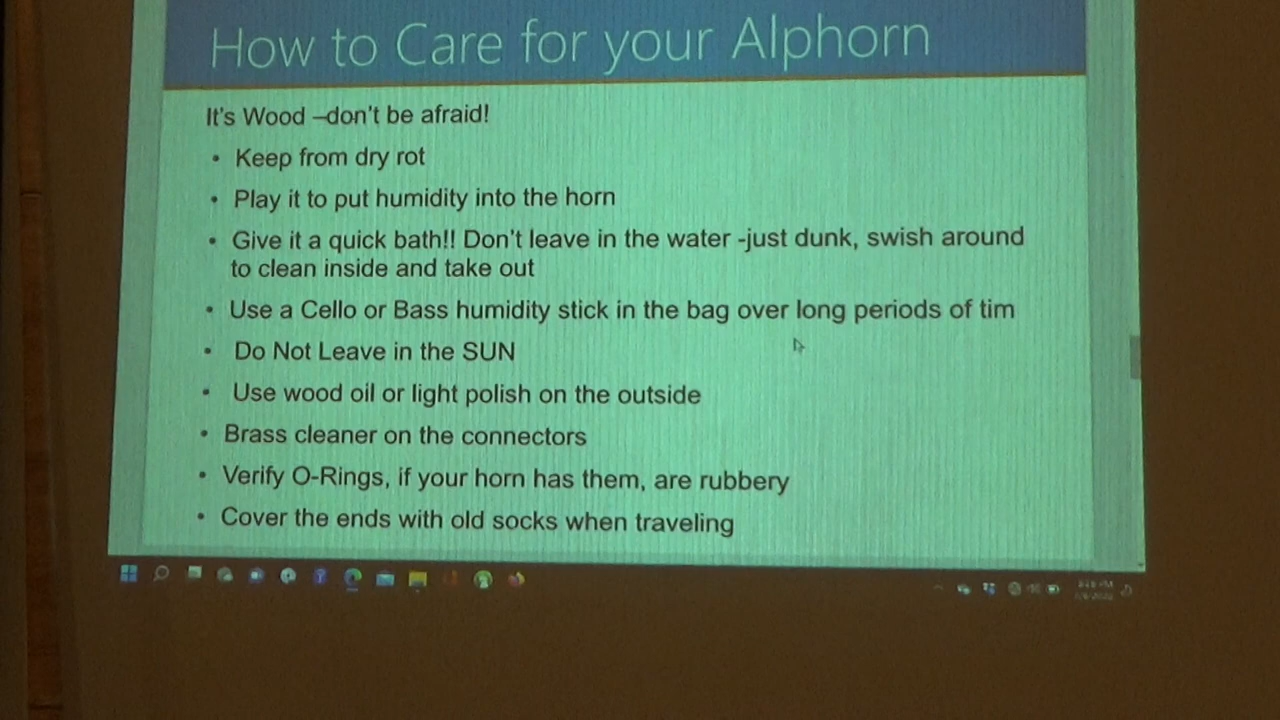 How to Care for your Alphorn
It's Wood –don't be afraid!
• Keep from dry rot
• Play it to put humidity into the horn
• Give it a quick bath!! Don't leave in the water -just dunk, swish around
to clean inside and take out
• Use a Cello or Bass humidity stick in the bag over long periods of tim
• Do Not Leave in the SUN
• Use wood oil or light polish on the outside
• Brass cleaner on the connectors
• Verify O-Rings, if your horn has them, are rubbery
• Cover the ends with old socks when traveling